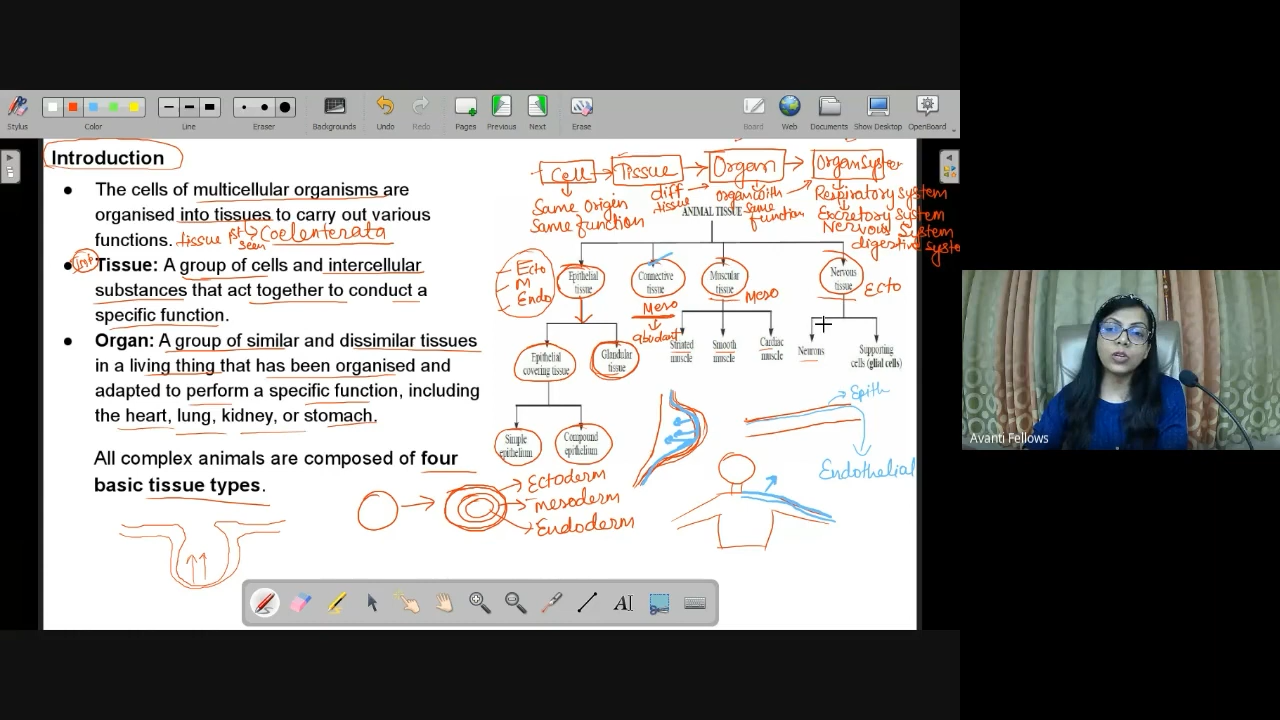 Stylus
Color
Line
Eraser
Backgrounds
Undo
Redo
Pages
Previous
Next
Erase
Board
Web
Documents
Show Desktop
OpenBoard
Introduction
• The cells of multicellular organisms are
organised into tissues to carry out various
functions. tissue 1st seen Coelenterata
imp
• Tissue: A group of cells and intercellular
substances that act together to conduct a
specific function.
• Organ: A group of similar and dissimilar tissues
in a living thing that has been organised and
adapted to perform a specific function, including
the heart, lung, kidney, or stomach.
All complex animals are composed of four
basic tissue types.
Cell
Tissue
Organ
Organ System
Same origin
Same function
diff
tissue
organ with
same
function
Respiratory system
Excretory system
Nervous system
digestive syste
ANIMAL TISSUE
Ecto
M
Endo
Epithelial
tissue
Connective
tissue
Muscular
tissue
Nervous
tissue
Meso
abudant
Meso
Ecto
Epithelial
covering tissue
Glandular
tissue
Striated
muscle
Smooth
muscle
Cardiac
muscle
Neurons
Supporting
cells (glial cells)
Simple
epithelium
Compound
epithelium
Ectoderm
mesoderm
Endoderm
Epith
Endothelial
AI
Avanti Fellows